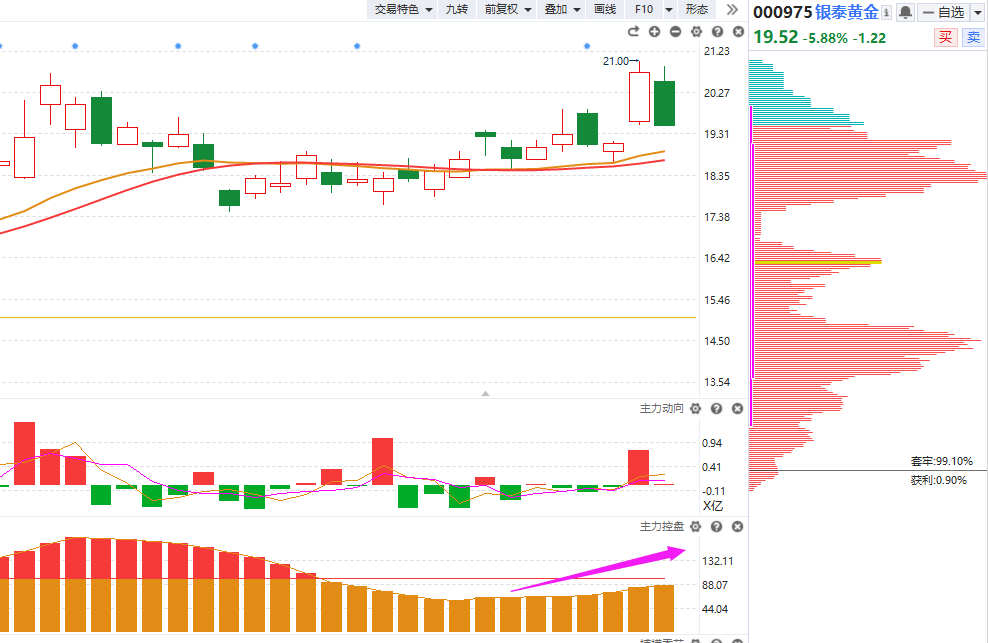 交易特色 九转 前复权 叠加 画线 F10 形态
000975 银泰黄金 自选
19.52 -5.88% -1.22 买 卖
21.23
21.00
20.27
19.31
18.35
17.38
16.42
15.46
14.50
13.54
主力动向
0.94
0.41
-0.11
X亿
套牢:99.10%
获利:0.90%
主力控盘
132.11
88.07
44.04